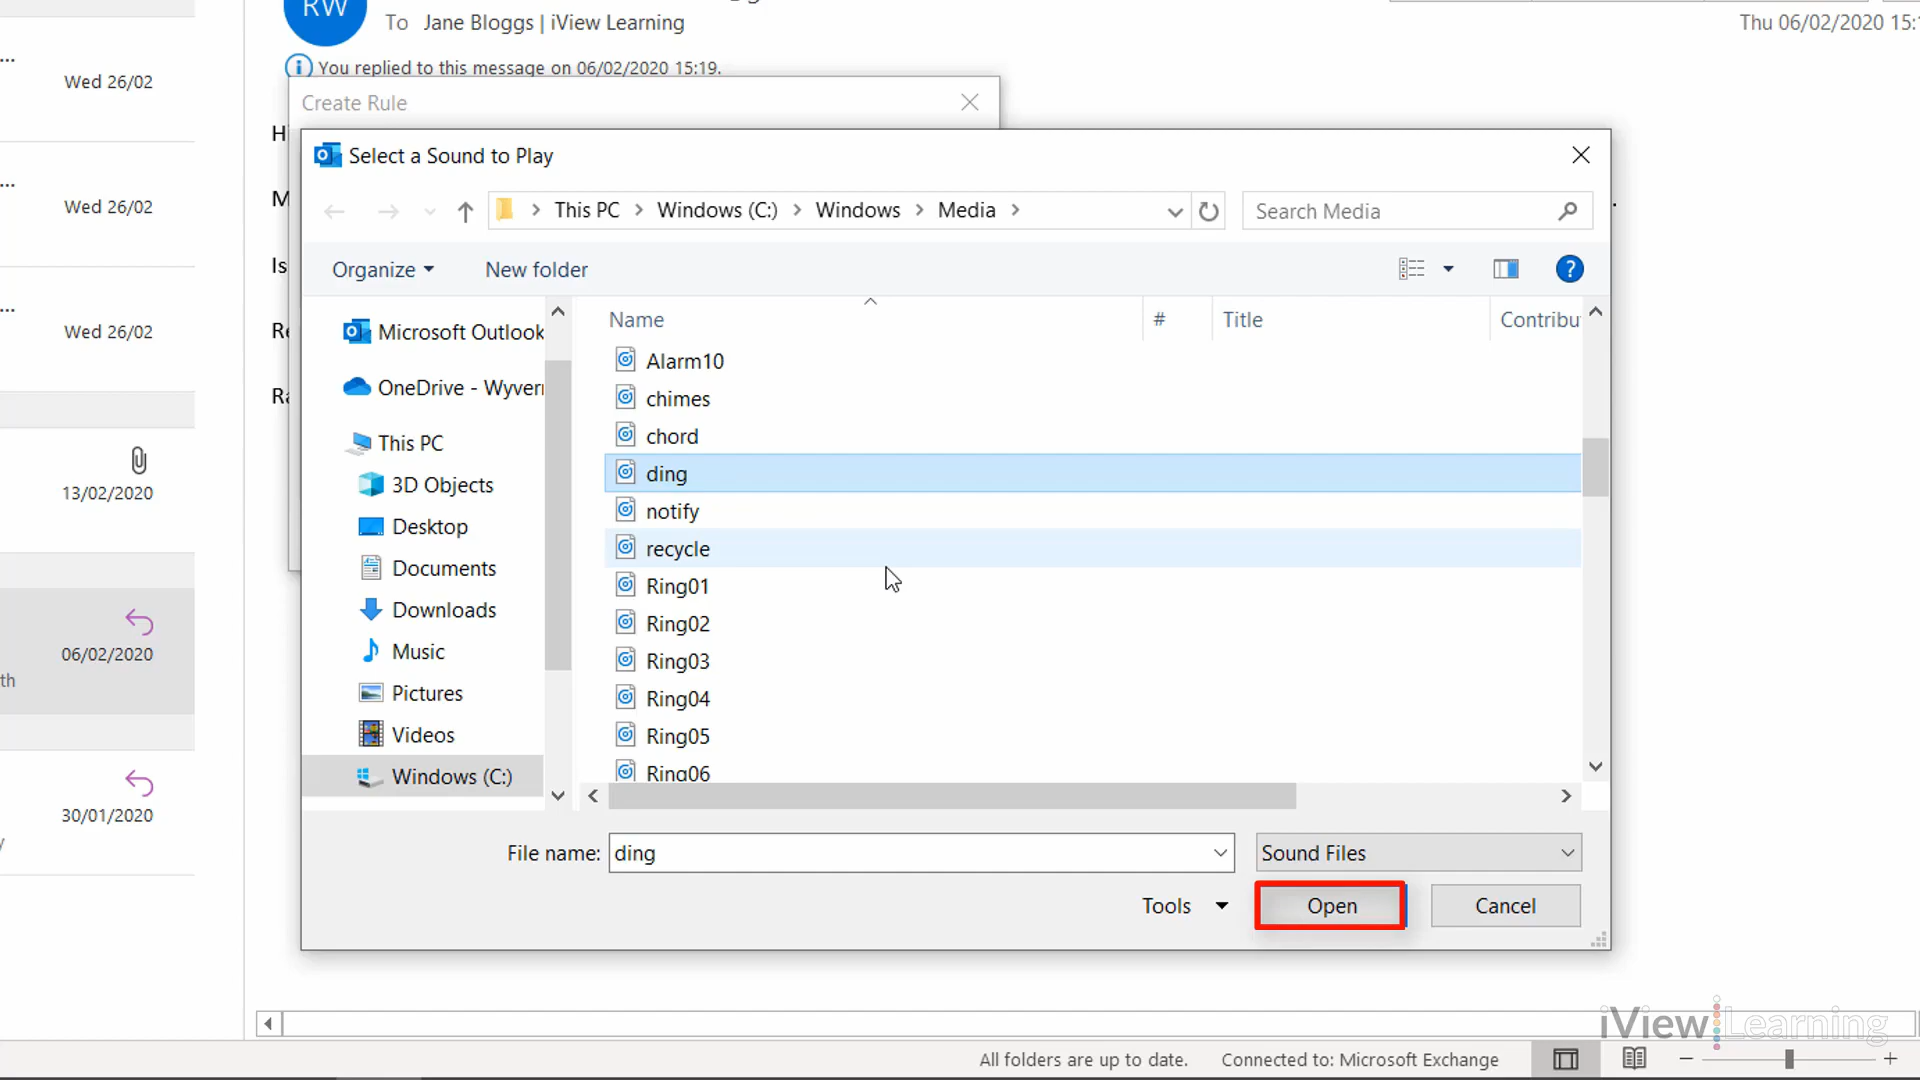 RW
To Jane Bloggs | iView Learning
Thu 06/02/2020 15:
You replied to this message on 06/02/2020 15:19.
...
Wed 26/02
...
Wed 26/02
...
Wed 26/02
13/02/2020
06/02/2020
th
30/01/2020
Create Rule
Select a Sound to Play
This PC > Windows (C:) > Windows > Media >
Search Media
Organize
New folder
?
Microsoft Outlook
OneDrive - Wyver
This PC
3D Objects
Desktop
Documents
Downloads
Music
Pictures
Videos
Windows (C:)
Name # Title Contribu
Alarm10
chimes
chord
ding
notify
recycle
Ring01
Ring02
Ring03
Ring04
Ring05
Ring06
File name: ding
Sound Files
Tools
Open
Cancel
iView Learning
All folders are up to date. Connected to: Microsoft Exchange